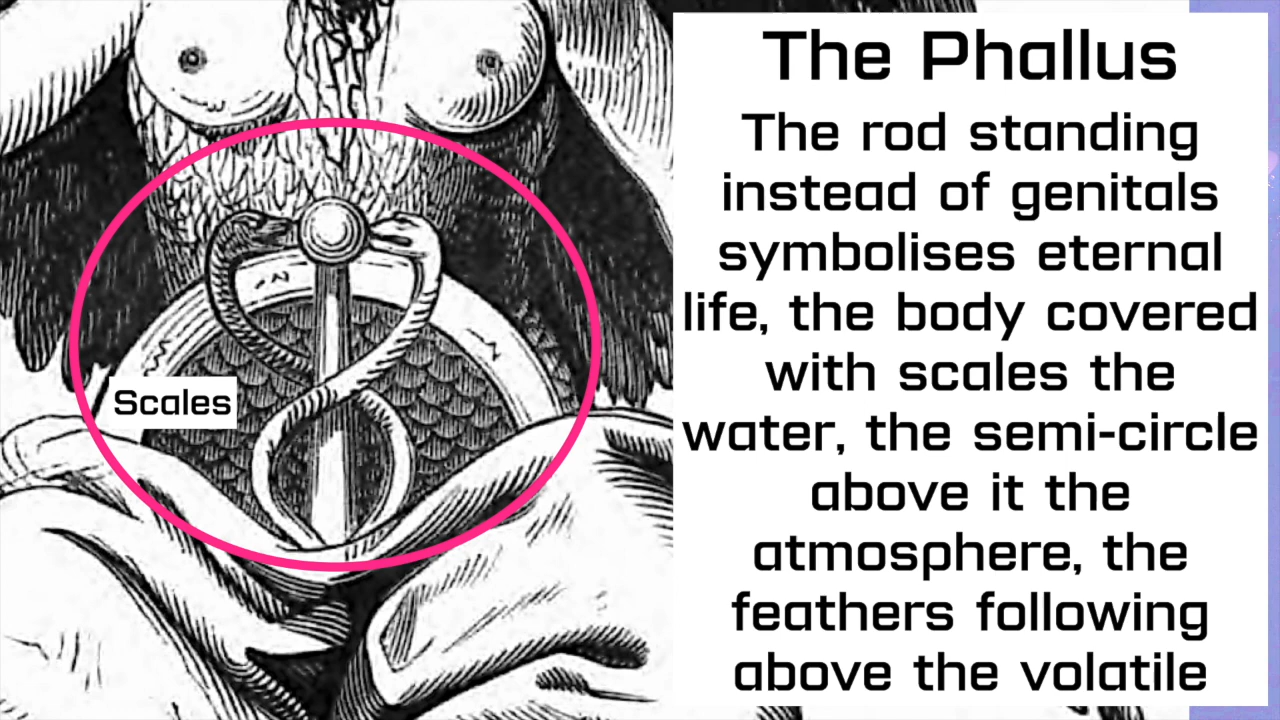 The Phallus
The rod standing
instead of genitals
symbolises eternal
life, the body covered
with scales the
water, the semi-circle
above it the
atmosphere, the
feathers following
above the volatile
Scales